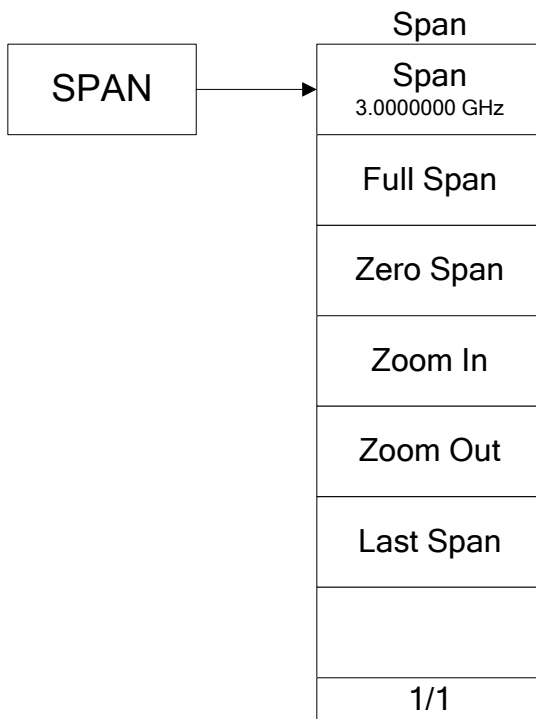 Span
SPAN
Span
3.0000000 GHz
Full Span
Zero Span
Zoom In
Zoom Out
Last Span
1/1